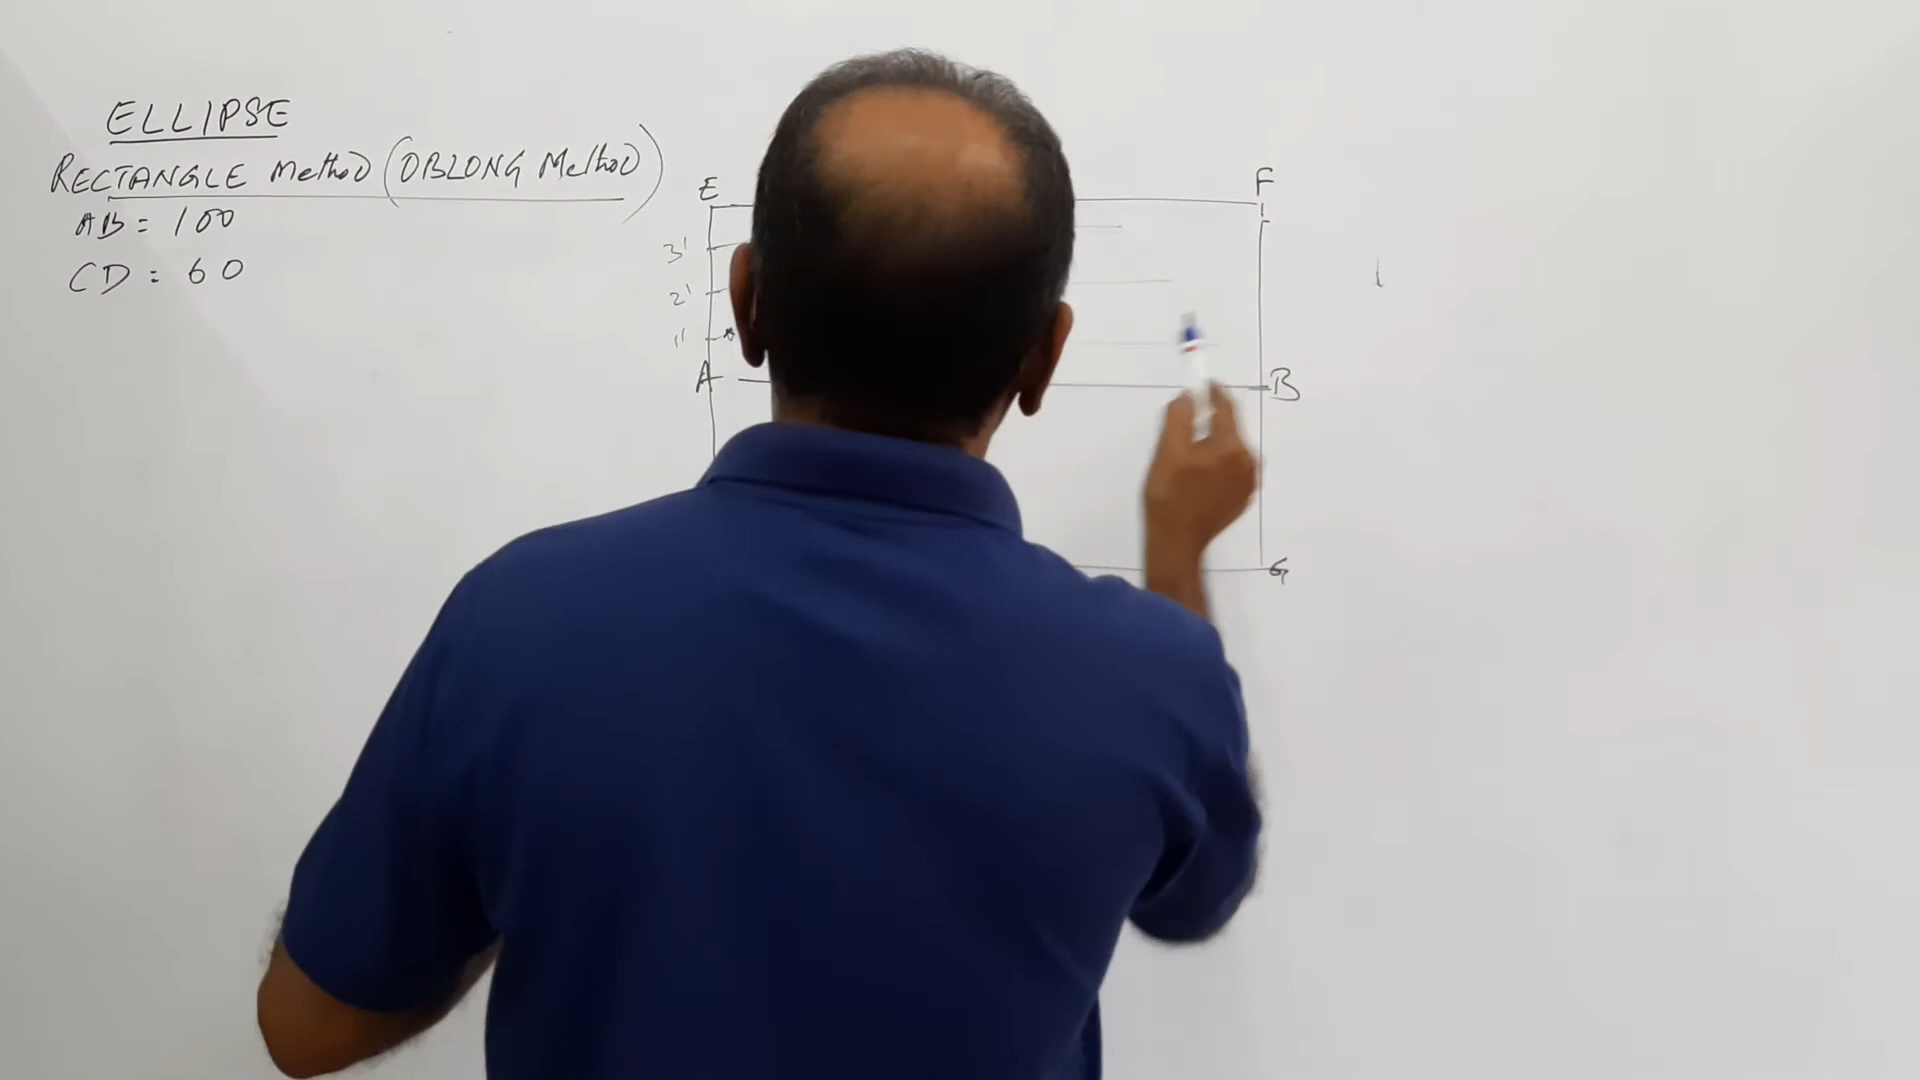 ELLIPSE
RECTANGLE Method (OBLONG Method)
AB = 100
CD = 60
E
F
3'
2'
1'
A
B
G